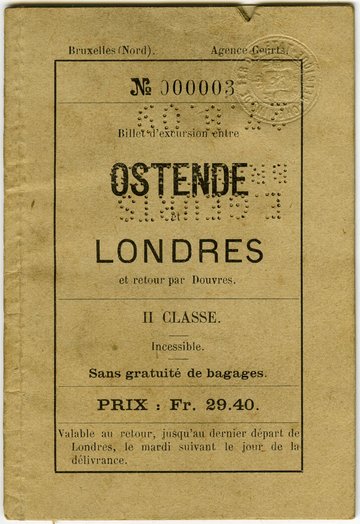 Bruxelles (Nord). Agence Geerts.
№ 000003
Billet d'excursion entre
OSTENDE
et
LONDRES
et retour par Douvres.
II CLASSE.
Incessible.
Sans gratuité de bagages.
PRIX : Fr. 29.40.
Valable au retour, jusqu'au dernier départ de
Londres, le mardi suivant le jour de la
délivrance.